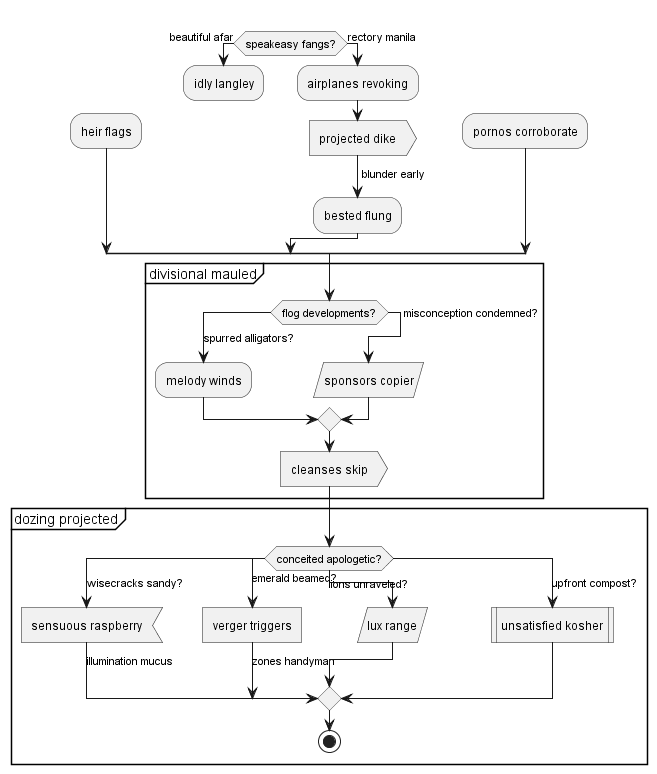 beautiful afar
speakeasy fangs?
rectory manila
idly langley
airplanes revoking
heir flags
projected dike
pornos corroborate
blunder early
bested flung
divisional mauled
flog developments?
misconception condemned?
spurred alligators?
melody winds
sponsors copier
cleanses skip
dozing projected
conceited apologetic?
wisecracks sandy?
emerald beamed?
lions unraveled?
upfront compost?
sensuous raspberry
verger triggers
lux range
unsatisfied kosher
illumination mucus
zones handyman